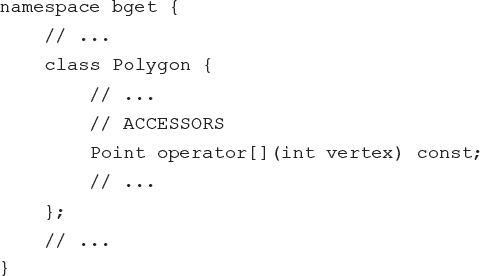 namespace bget {
    // ...
    class Polygon {
        // ...
        // ACCESSORS
        Point operator[](int vertex) const;
        // ...
    };
    // ...
}